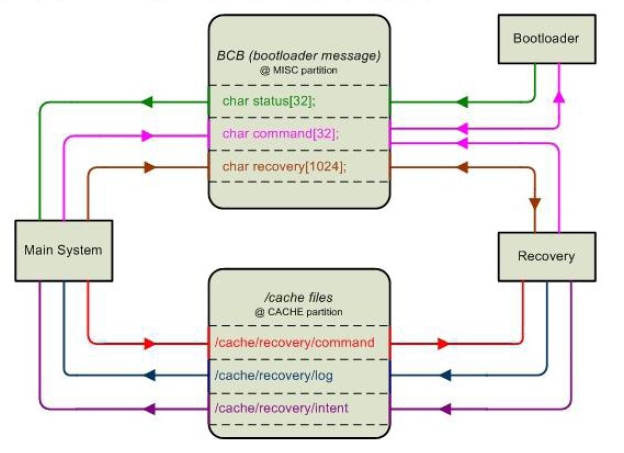 BCB (bootloader message)
@ MISC partition
char status[32];
char command[32];
char recovery[1024];
Bootloader
Main System
Recovery
/cache files
@ CACHE partition
/cache/recovery/command
/cache/recovery/log
/cache/recovery/intent